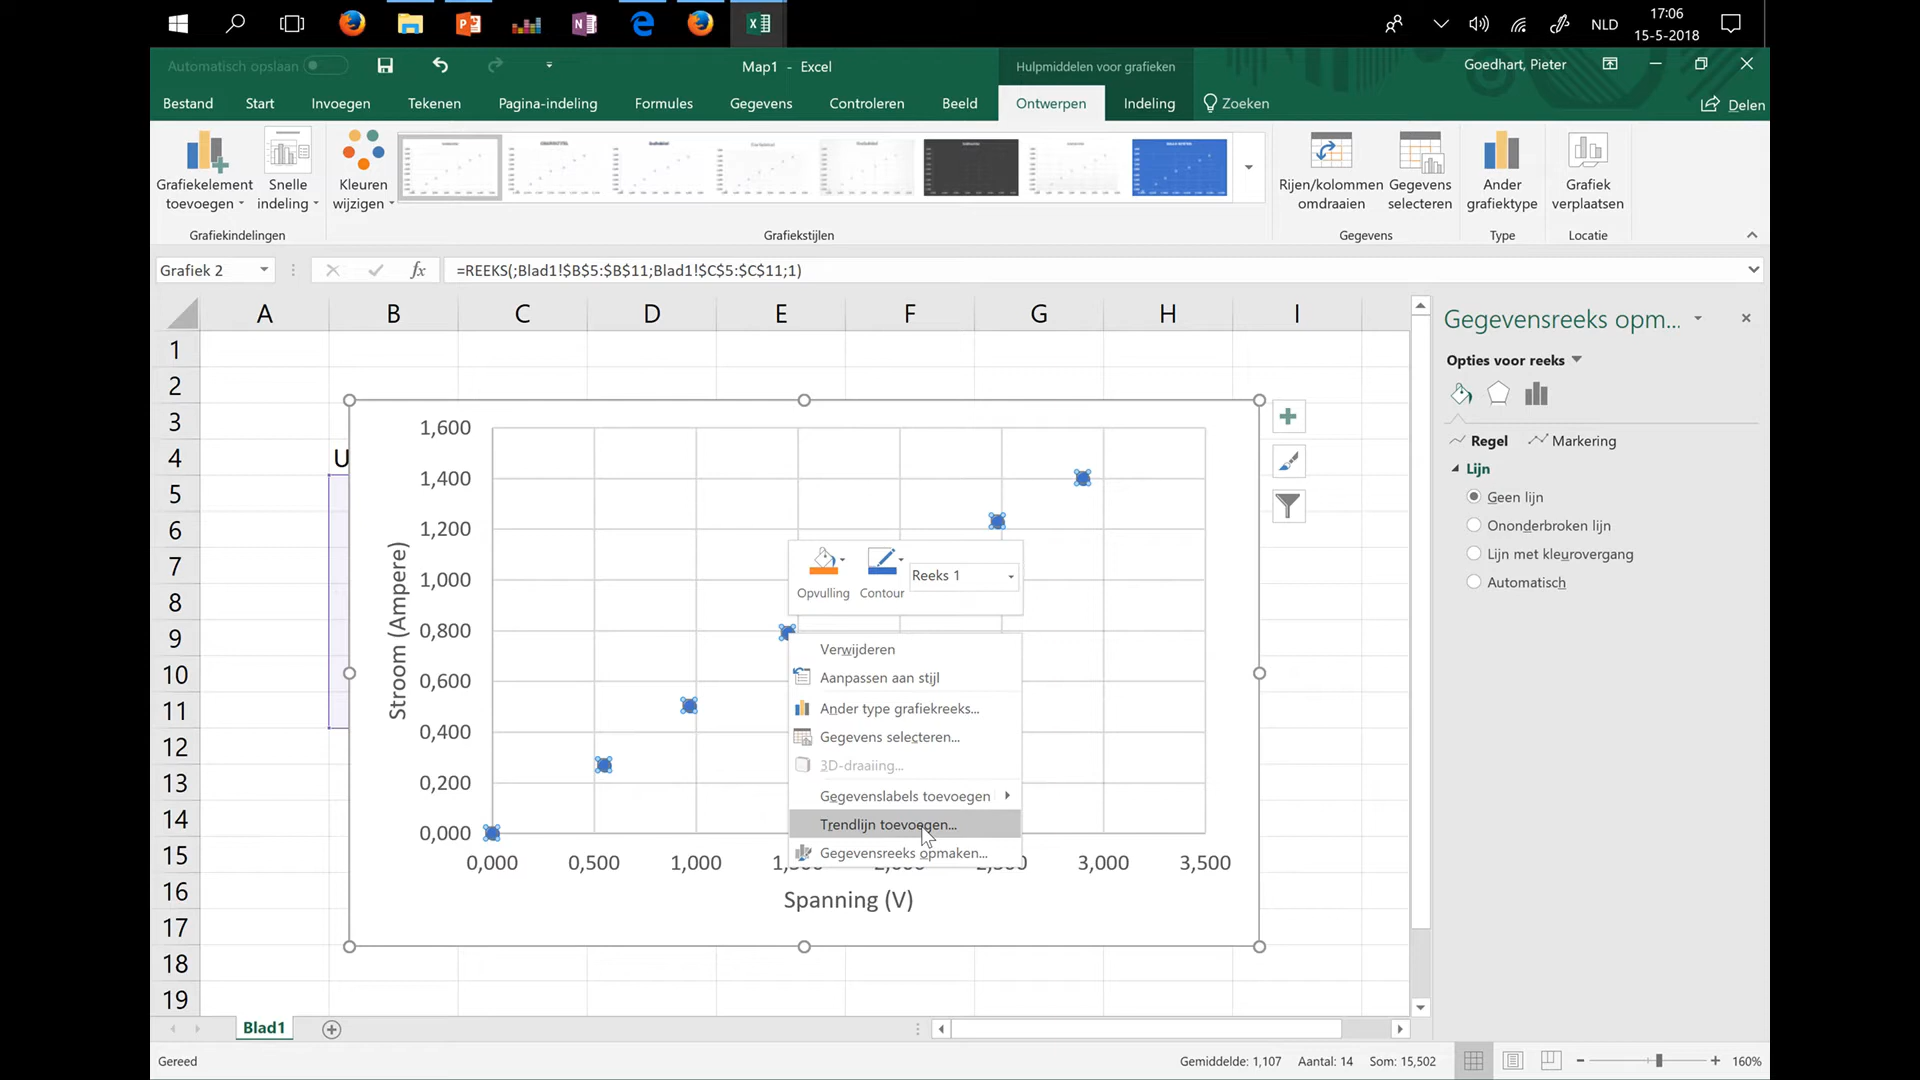 NLD
17:06
15-5-2018
Automatisch opslaan
Map1 - Excel
Hulpmiddelen voor grafieken
Goedhart, Pieter
Bestand
Start
Invoegen
Tekenen
Pagina-indeling
Formules
Gegevens
Controleren
Beeld
Ontwerpen
Indeling
Zoeken
Delen
Grafiekelement toevoegen
Snelle indeling
Kleuren wijzigen
Rijen/kolommen omdraaien
Gegevens selecteren
Ander grafiektype
Grafiek verplaatsen
Grafiekindelingen
Grafiekstijlen
Gegevens
Type
Locatie
Grafiek 2
fx
=REEKS(;Blad1!$B$5:$B$11;Blad1!$C$5:$C$11;1)
A B C D E F G H I
1
2
3
4
U
5
6
7
8
9
10
11
12
13
14
15
16
17
18
19
1,600
1,400
1,200
1,000
0,800
0,600
0,400
0,200
0,000
Stroom (Ampere)
0,000
0,500
1,000
3,000
3,500
Spanning (V)
Opvulling
Contour
Reeks 1
Verwijderen
Aanpassen aan stijl
Ander type grafiekreeks...
Gegevens selecteren...
3D-draaiing...
Gegevenslabels toevoegen
Trendlijn toevoegen...
Gegevensreeks opmaken...
Gegevensreeks opm...
Opties voor reeks
Regel
Markering
Lijn
Geen lijn
Ononderbroken lijn
Lijn met kleurovergang
Automatisch
Blad1
Gereed
Gemiddelde: 1,107
Aantal: 14
Som: 15,502
160%